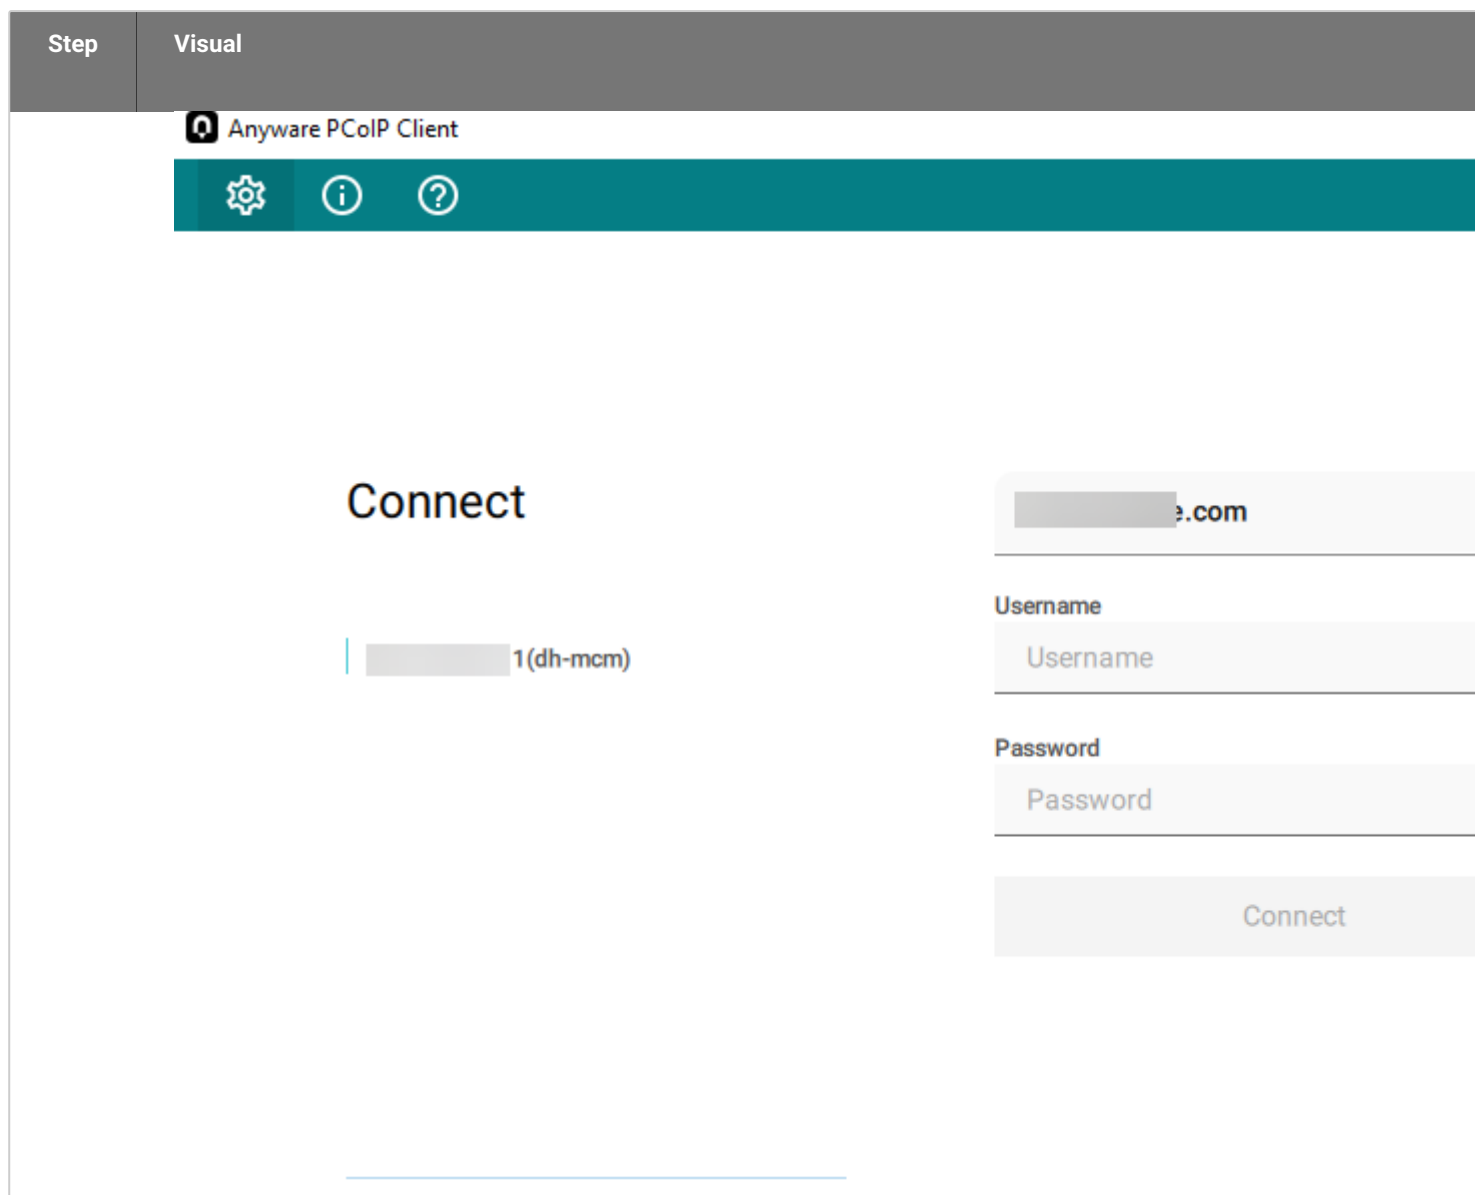 Step Visual
Anyware PCoIP Client
Connect
.com
1(dh-mcm)
Username
Username
Password
Password
Connect